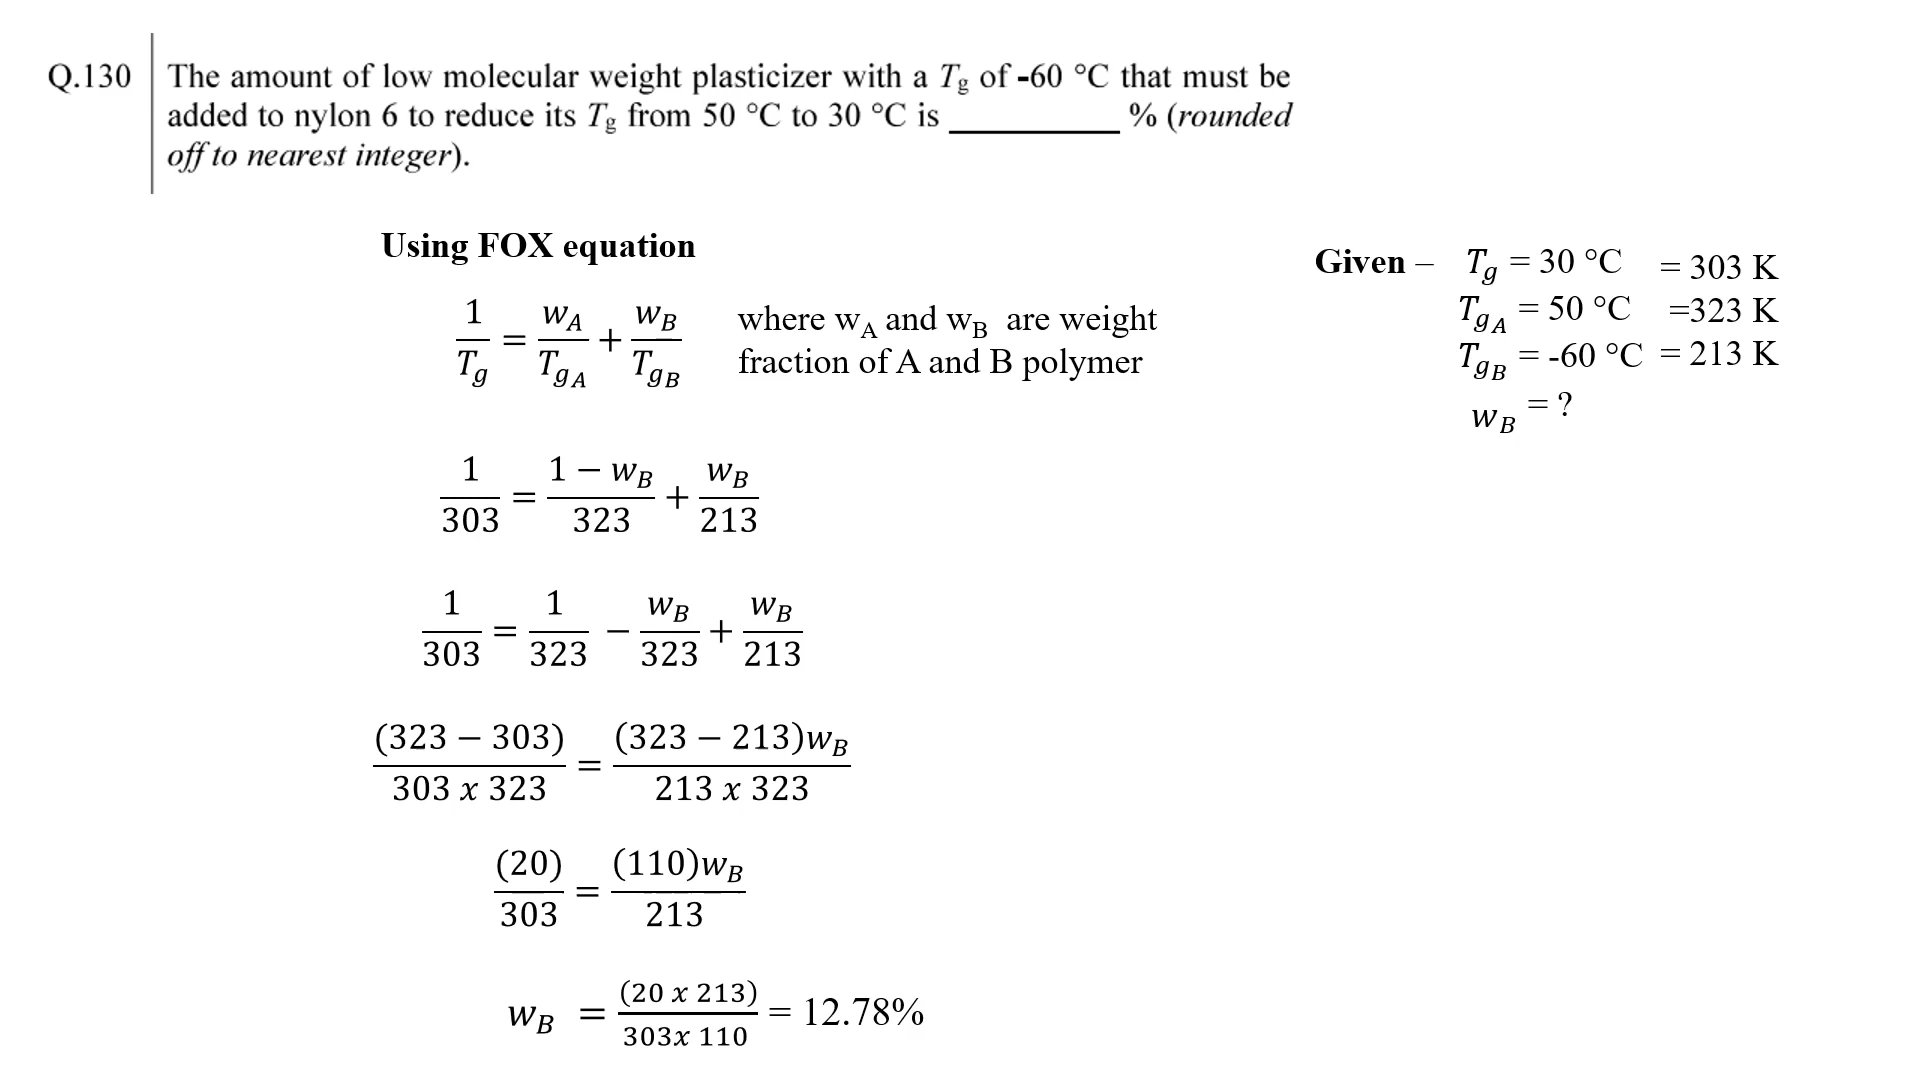 Q.130 The amount of low molecular weight plasticizer with a Tg of -60 °C that must be
added to nylon 6 to reduce its Tg from 50 °C to 30 °C is __________ % (rounded
off to nearest integer).
Using FOX equation
1/Tg = wA/TgA + wB/TgB
where wA and wB are weight
fraction of A and B polymer
Given – Tg = 30 °C = 303 K
TgA = 50 °C =323 K
TgB = -60 °C = 213 K
wB = ?
1/303 = (1 − wB)/323 + wB/213
1/303 = 1/323 − wB/323 + wB/213
(323 − 303)/(303 x 323) = (323 − 213)wB/(213 x 323)
(20)/303 = (110)wB/213
wB = (20 x 213)/(303x 110) = 12.78%